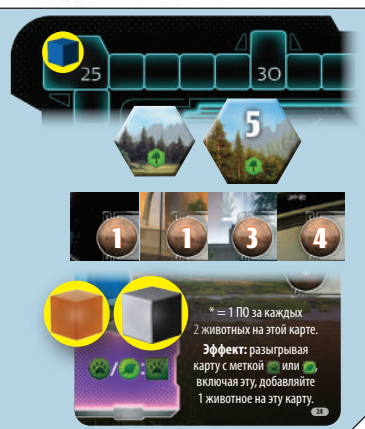 25 30
5
1 1 3 4
* = 1 ПО за каждых
2 животных на этой карте.
Эффект: разыгрывая
карту с меткой или ,
включая эту, добавляйте
1 животное на эту карту.
24